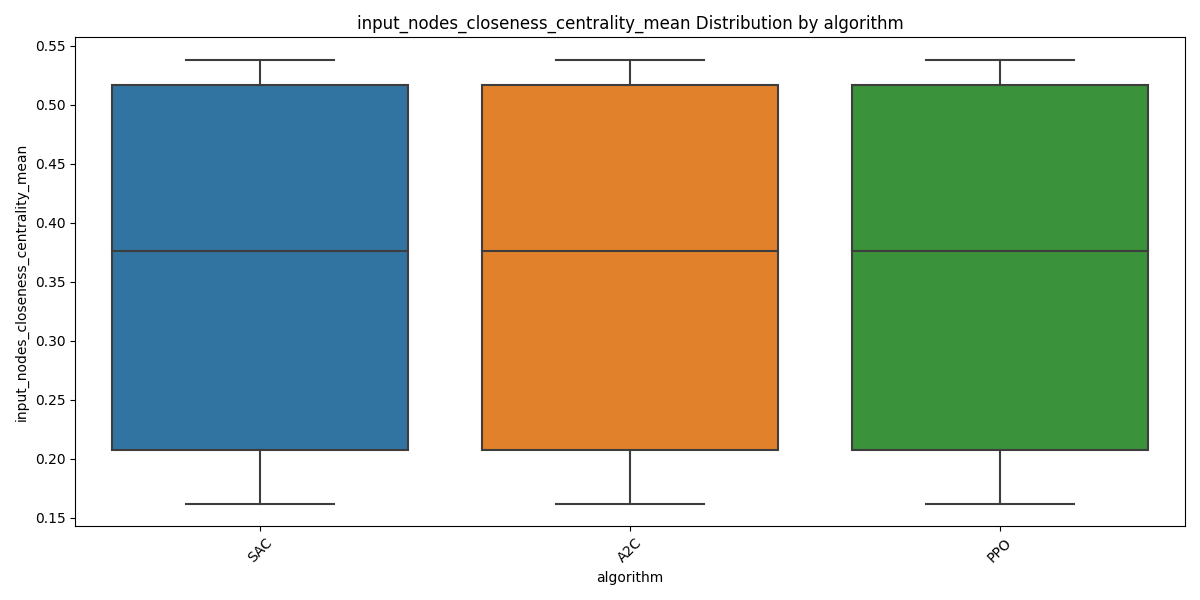 input_nodes_closeness_centrality_mean Distribution by algorithm
input_nodes_closeness_centrality_mean
0.55
0.50
0.45
0.40
0.35
0.30
0.25
0.20
0.15
SAC
A2C
PPO
algorithm